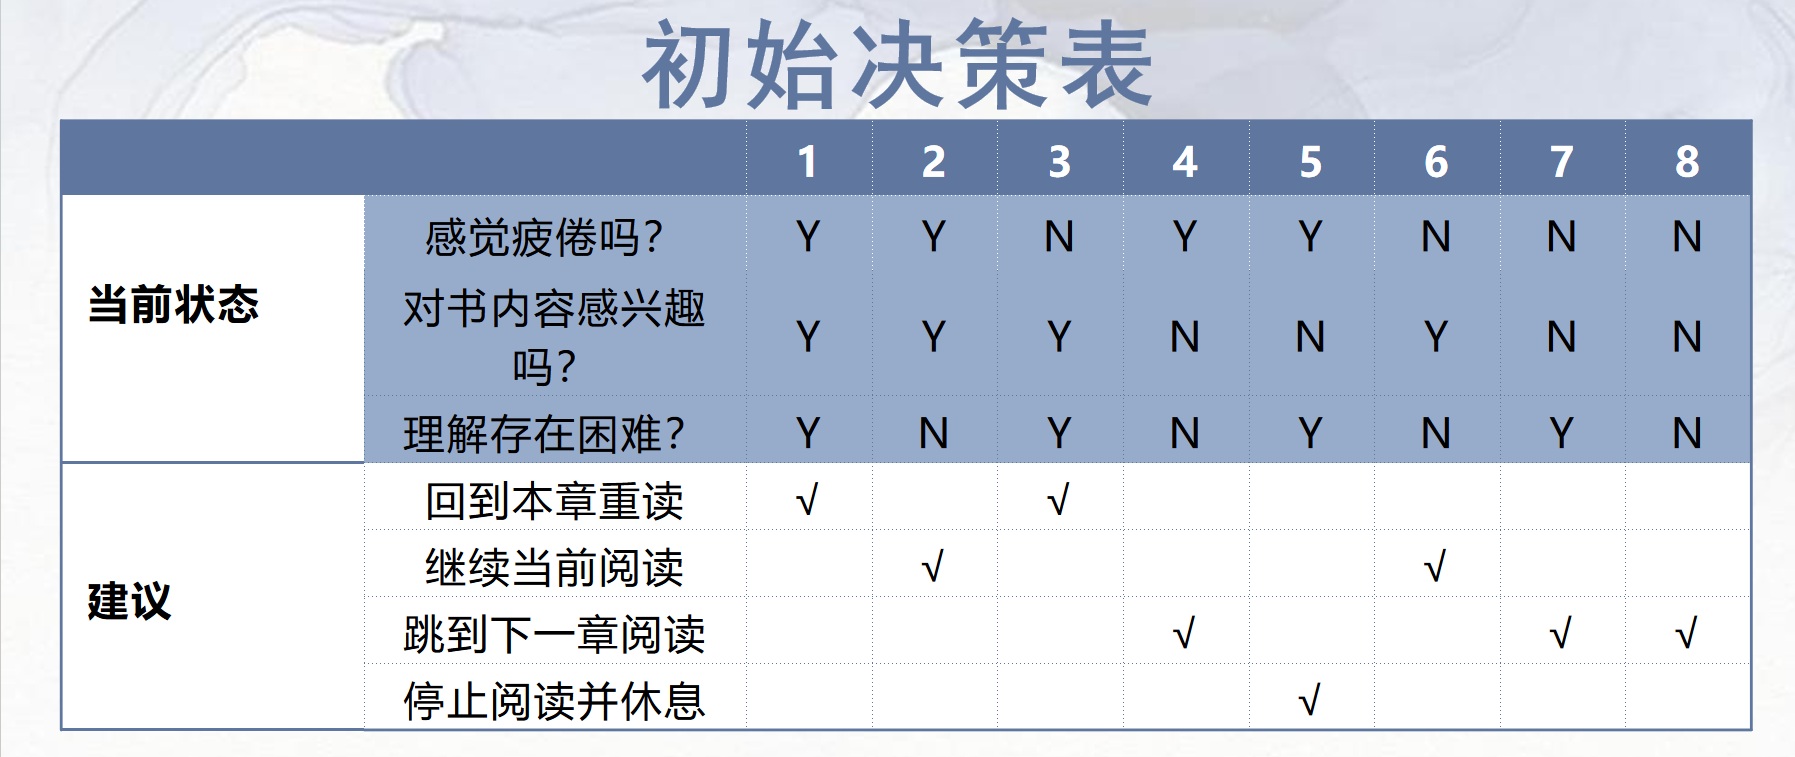 初始决策表
1 2 3 4 5 6 7 8
当前状态
感觉疲倦吗？ Y Y N Y Y N N N
对书内容感兴趣
吗？ Y Y Y N N Y N N
理解存在困难？ Y N Y N Y N Y N
建议
回到本章重读 √ √
继续当前阅读 √ √
跳到下一章阅读 √ √ √
停止阅读并休息 √